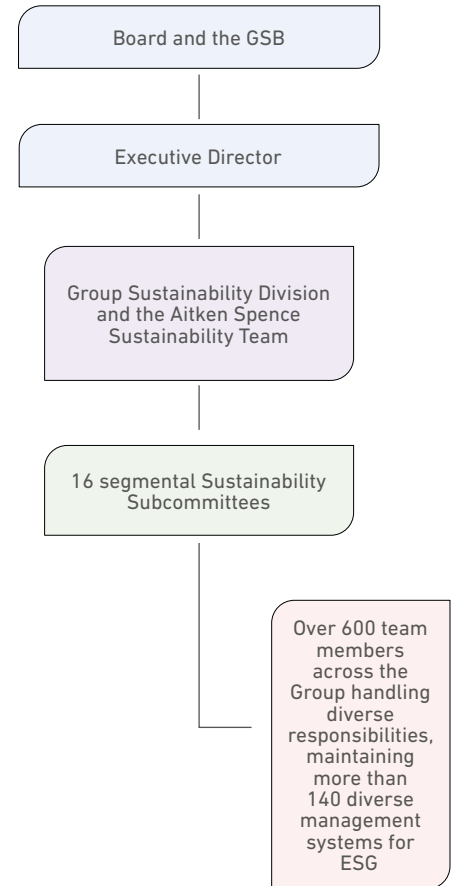 Board and the GSB
Executive Director
Group Sustainability Division
and the Aitken Spence
Sustainability Team
16 segmental Sustainability
Subcommittees
Over 600 team
members
across the
Group handling
diverse
responsibilities,
maintaining
more than
140 diverse
management
systems for
ESG